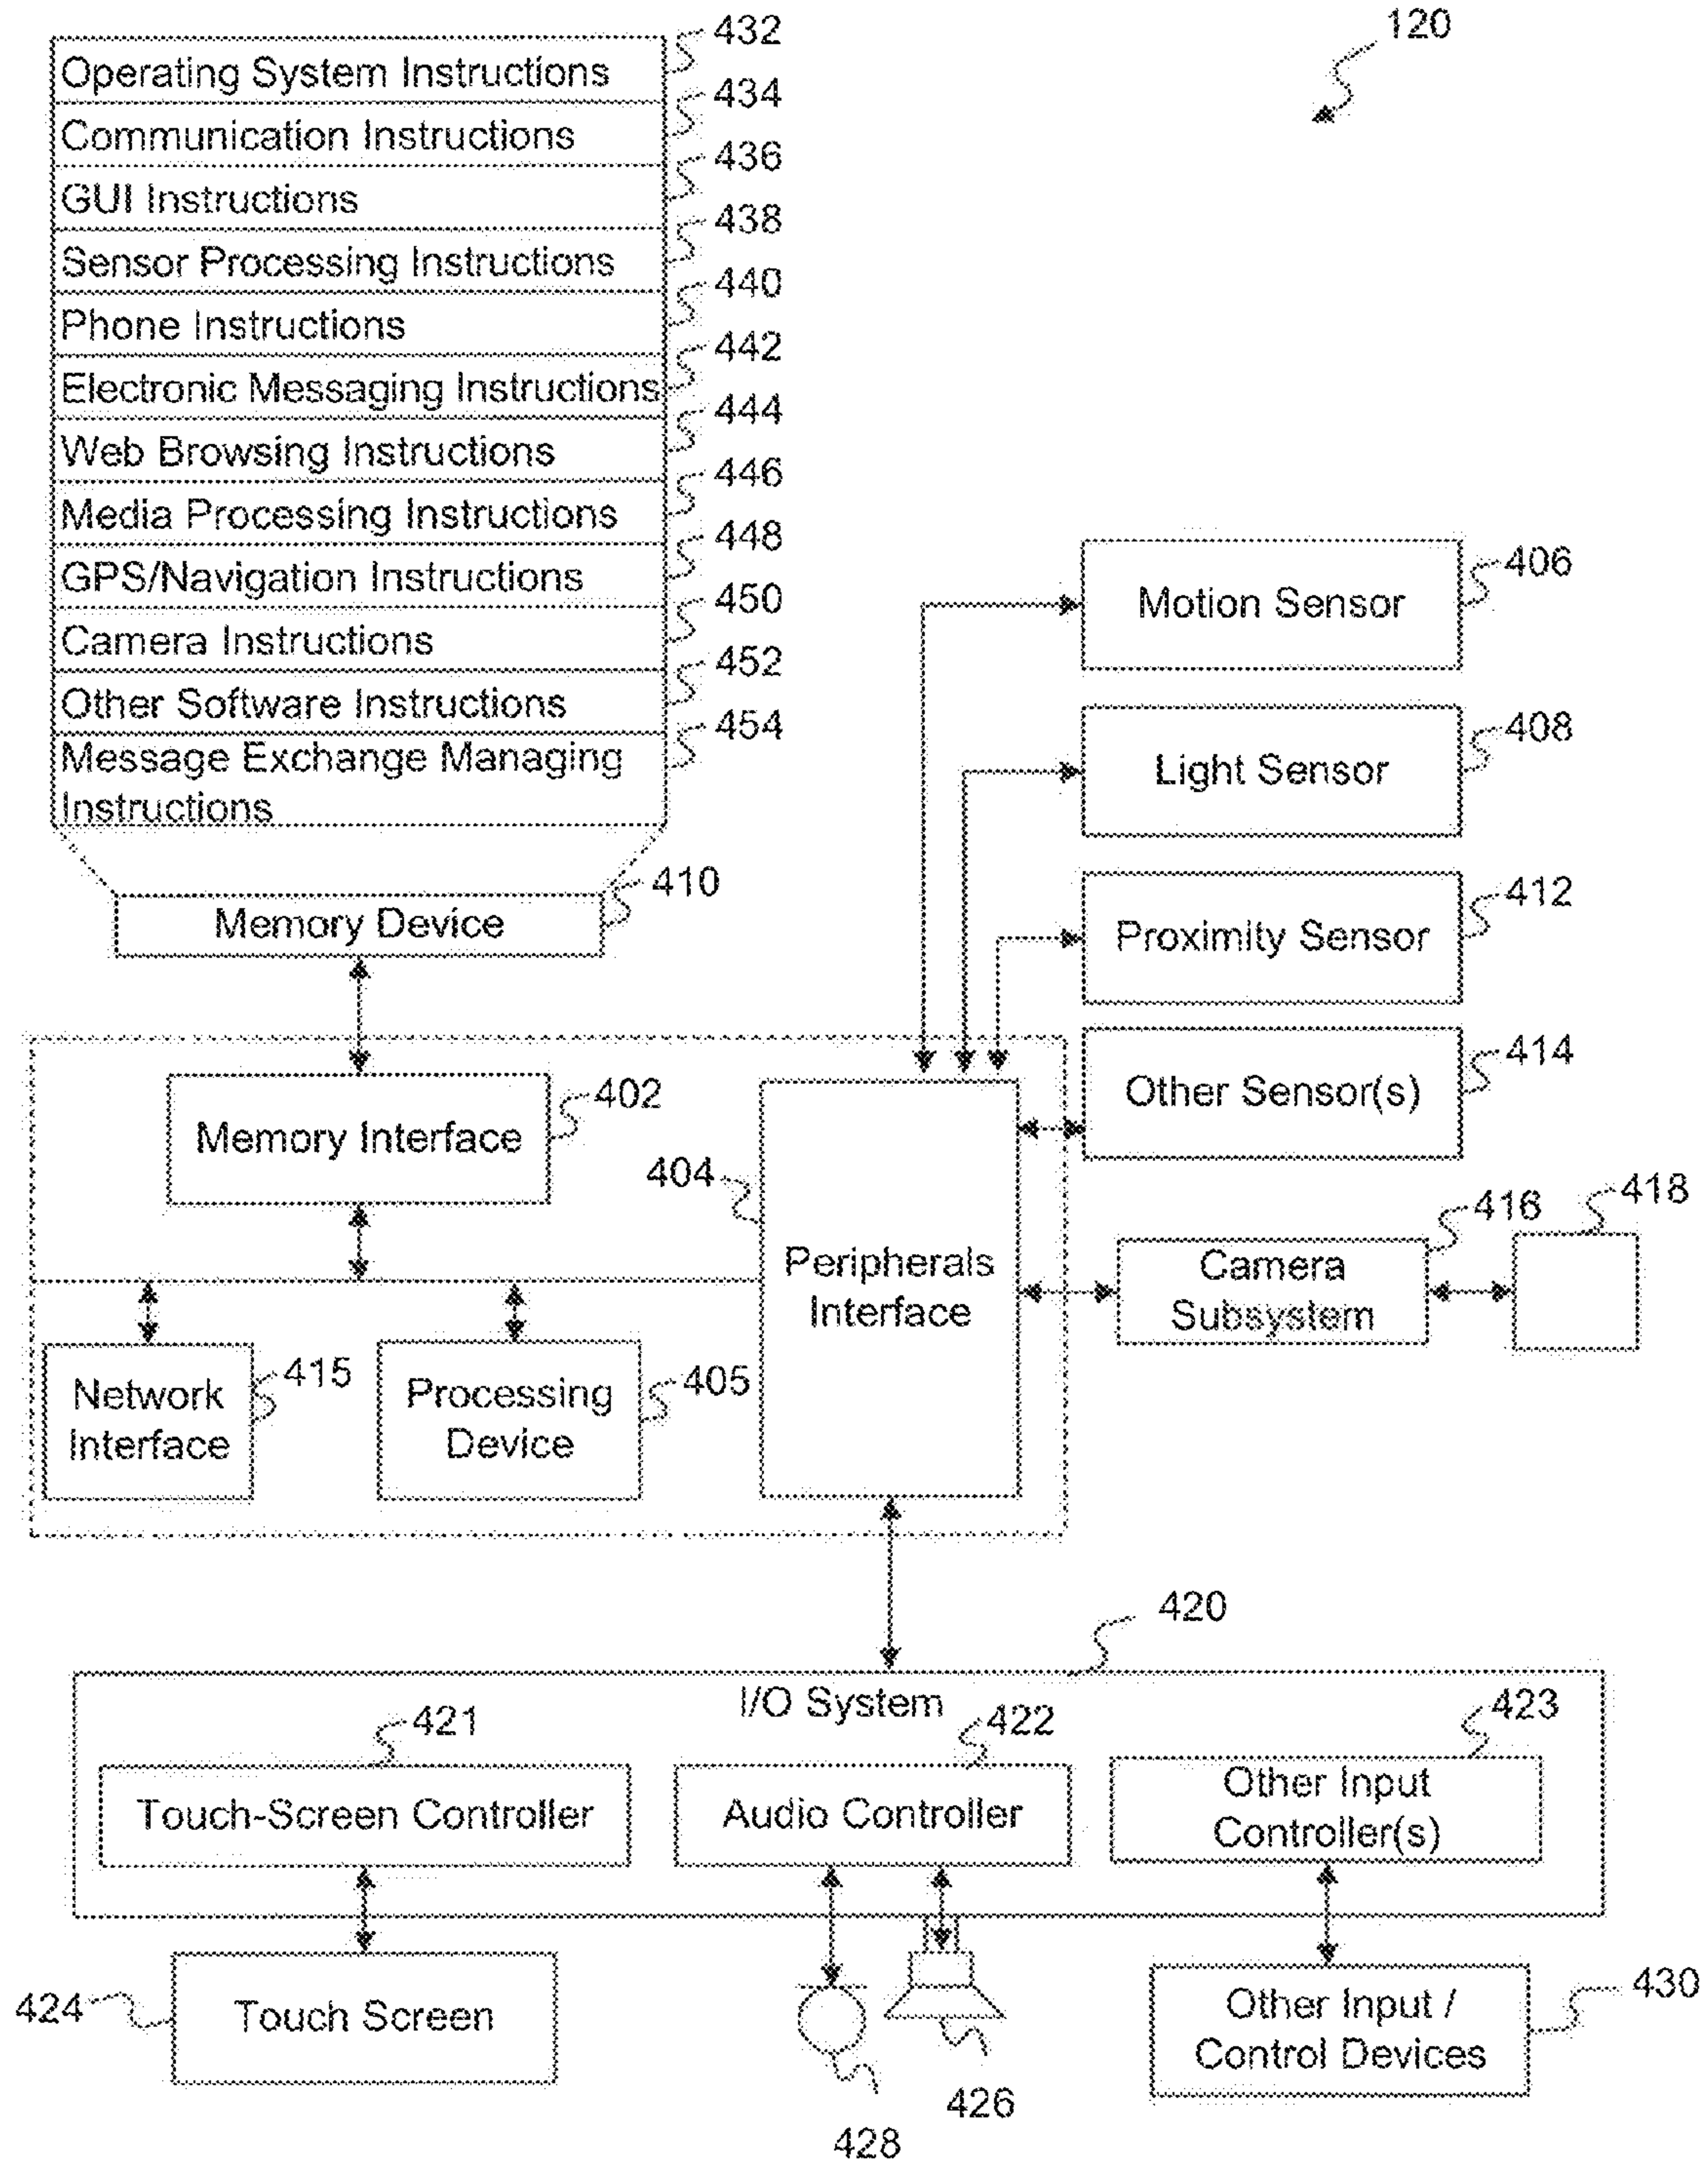 120
Operating System Instructions 432
Communication Instructions 434
GUI Instructions 436
Sensor Processing Instructions 438
Phone Instructions 440
Electronic Messaging Instructions 442
Web Browsing Instructions 444
Media Processing Instructions 446
GPS/Navigation Instructions 448
Camera Instructions 450
Other Software Instructions 452
Message Exchange Managing 454
Instructions
Memory Device 410
Motion Sensor 406
Light Sensor 408
Proximity Sensor 412
Other Sensor(s) 414
Memory Interface 402
404
Peripherals
Interface
Camera
Subsystem
416
418
Network
Interface
415
Processing
Device
405
420
I/O System
421
Touch-Screen Controller
422
Audio Controller
423
Other Input
Controller(s)
424
Touch Screen
428
426
Other Input /
Control Devices
430